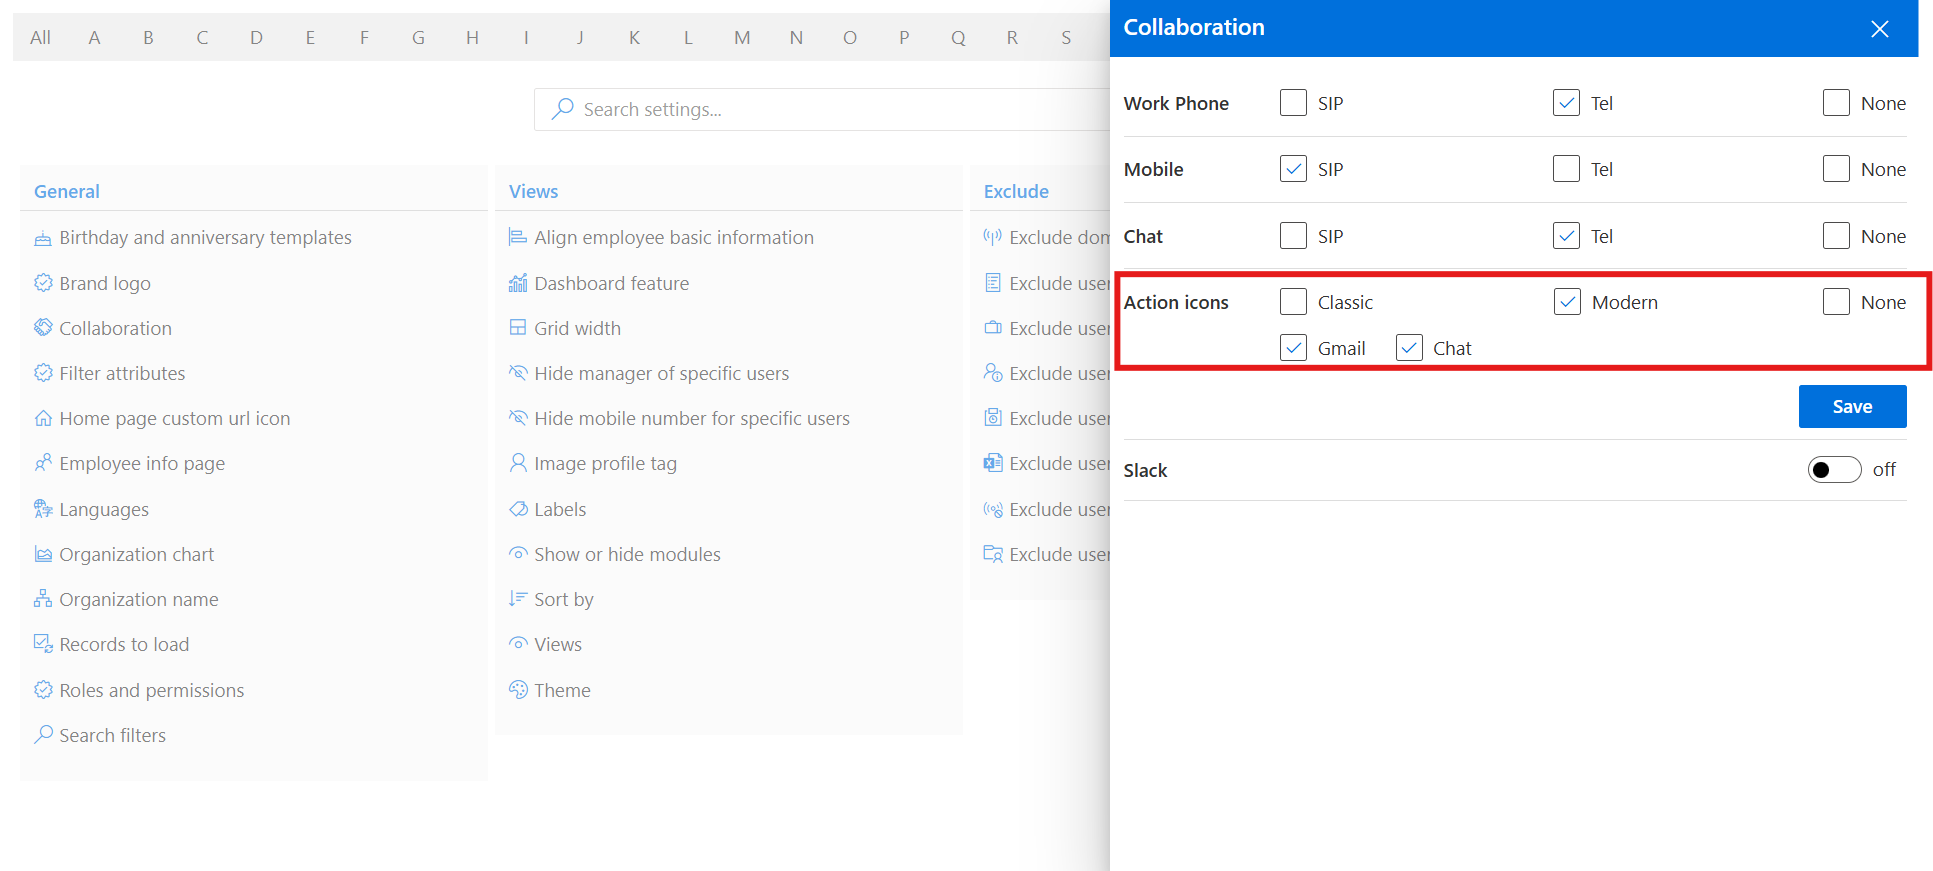 All A B C D E F G H I J K L M N O P Q R S
Search settings...
General
Birthday and anniversary templates
Brand logo
Collaboration
Filter attributes
Home page custom url icon
Employee info page
Languages
Organization chart
Organization name
Records to load
Roles and permissions
Search filters
Views
Align employee basic information
Dashboard feature
Grid width
Hide manager of specific users
Hide mobile number for specific users
Image profile tag
Labels
Show or hide modules
Sort by
Views
Theme
Exclude
Exclude dom
Exclude user
Exclude user
Exclude user
Exclude user
Exclude user
Exclude user
Exclude user
Collaboration
Work Phone SIP Tel None
Mobile SIP Tel None
Chat SIP Tel None
Action icons Classic Modern None
Gmail Chat
Save
Slack off